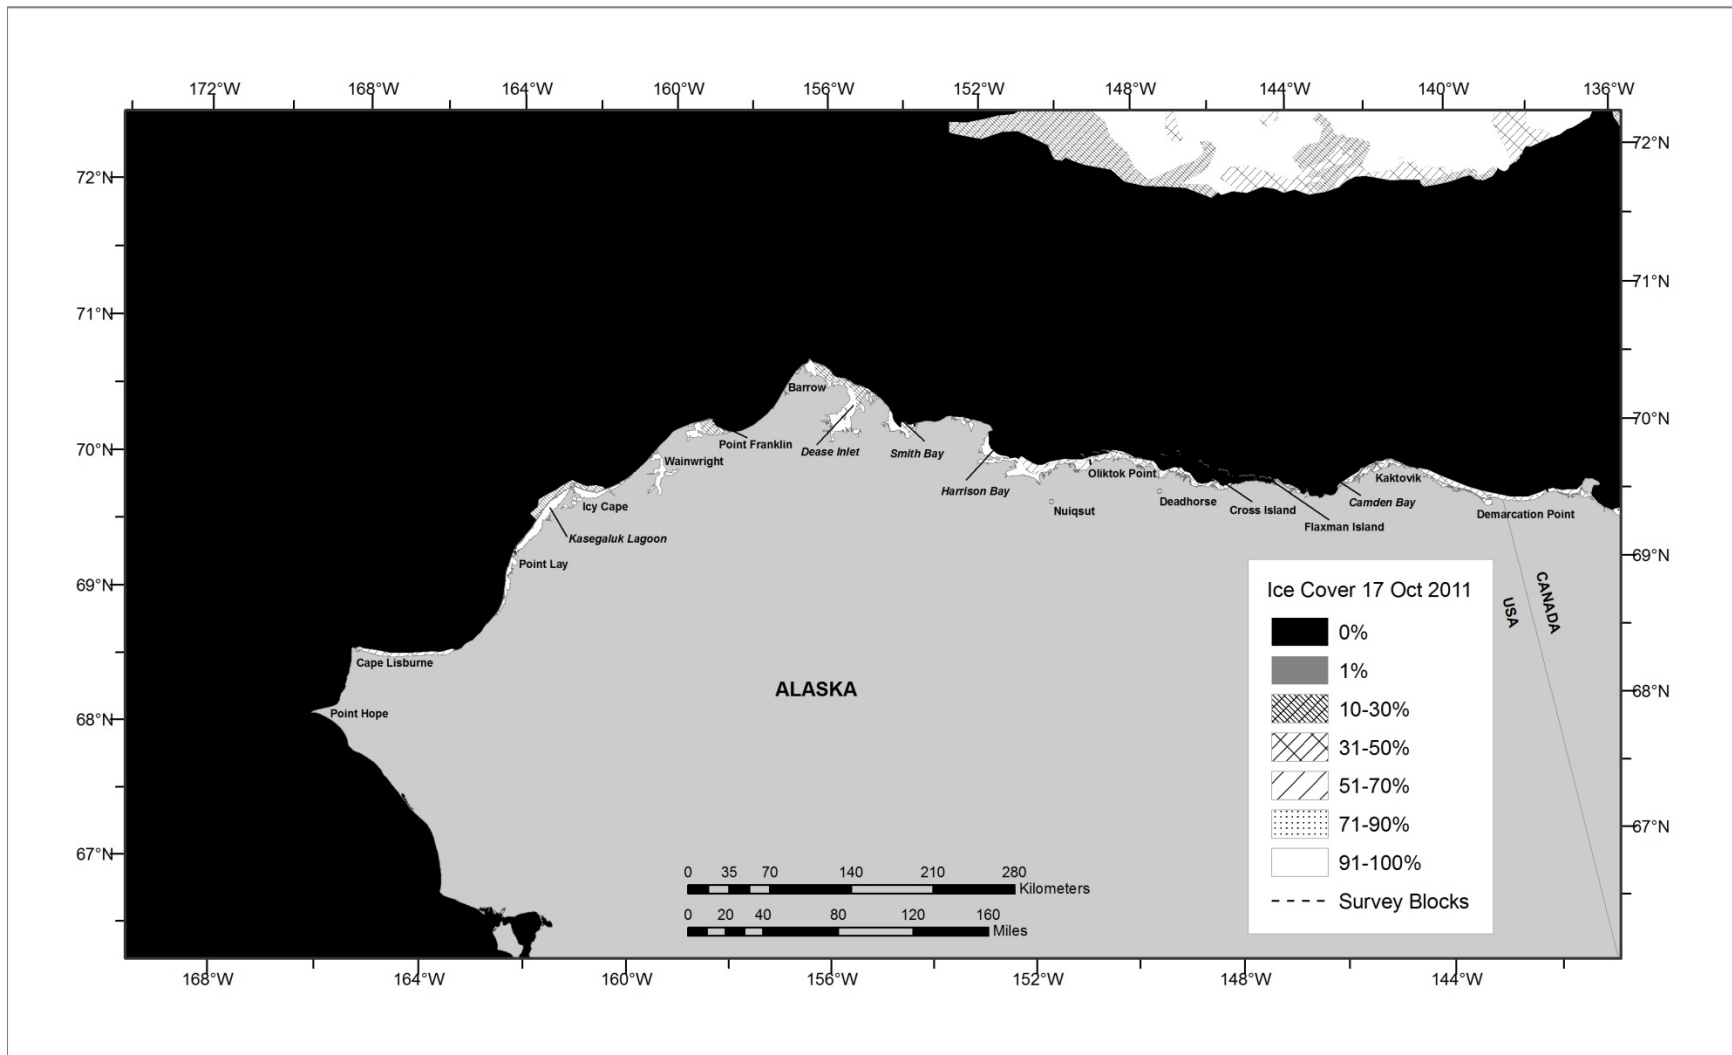 172°W 168°W 164°W 160°W 156°W 152°W 148°W 144°W 140°W 136°W
72°N
72°N
71°N
71°N
70°N
70°N
69°N
69°N
68°N
68°N
67°N
67°N
Barrow
Point Franklin
Dease Inlet
Smith Bay
Wainwright
Harrison Bay
Oliktok Point
Kaktovik
Icy Cape
Nuiqsut
Deadhorse
Cross Island
Camden Bay
Demarcation Point
Flaxman Island
Kasegaluk Lagoon
Point Lay
Cape Lisburne
Point Hope
ALASKA
USA
CANADA
Ice Cover 17 Oct 2011
0%
1%
10-30%
31-50%
51-70%
71-90%
91-100%
Survey Blocks
0 35 70 140 210 280
Kilometers
0 20 40 80 120 160
Miles
168°W 164°W 160°W 156°W 152°W 148°W 144°W